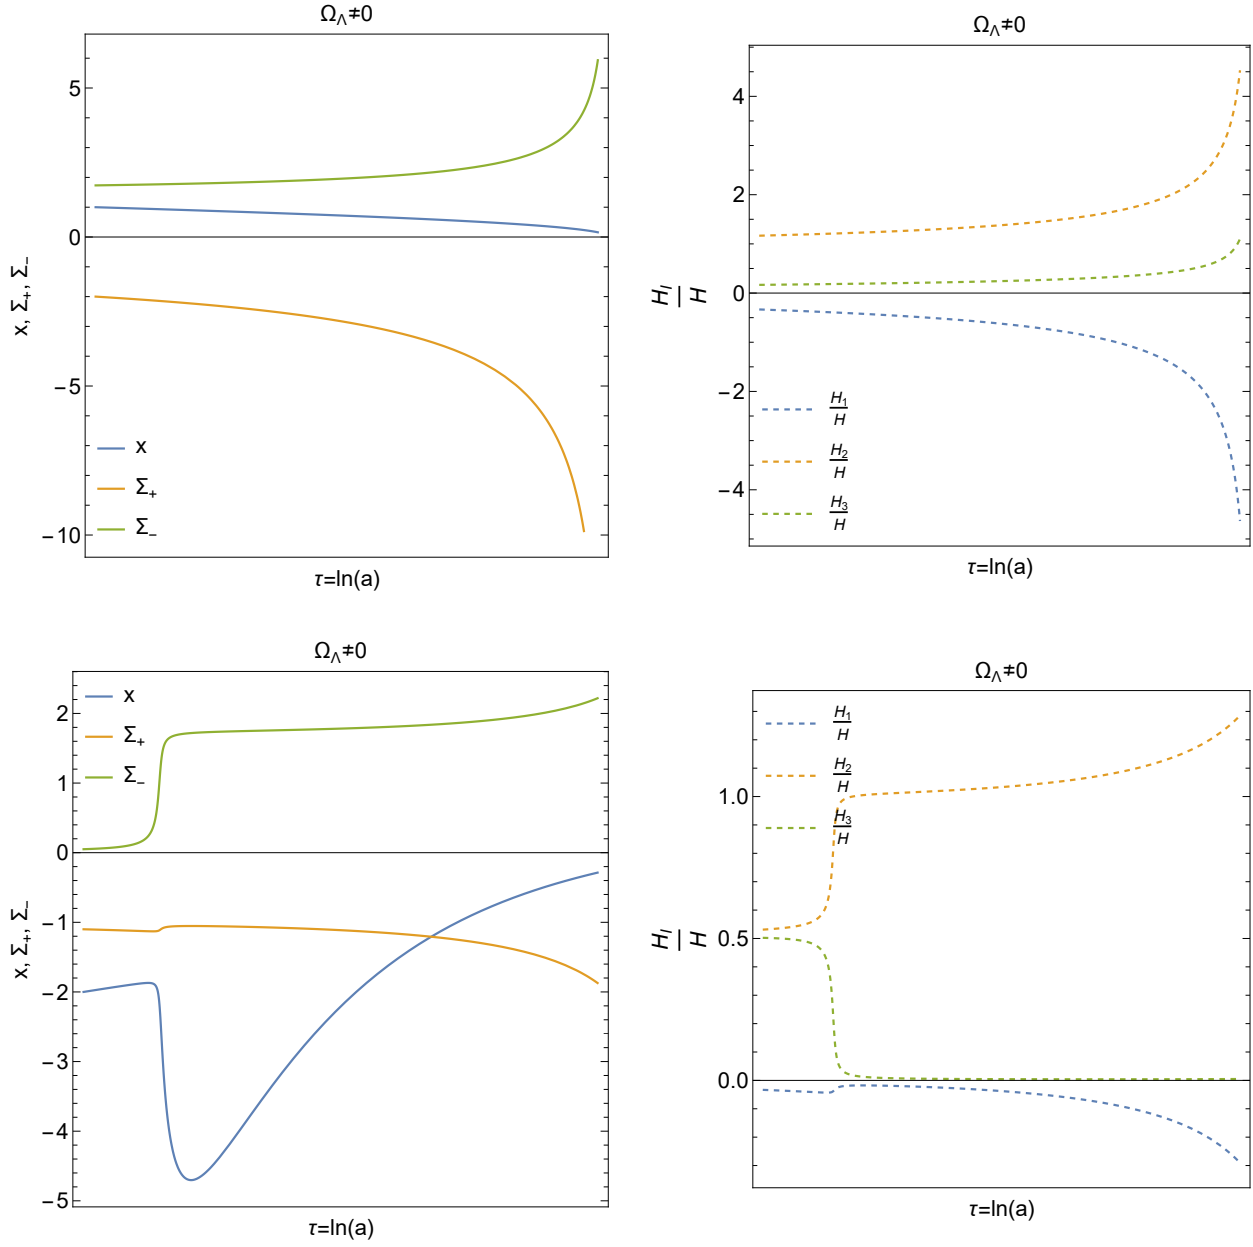 Ω_Λ≠0
5
0
−5
−10
x, Σ₊, Σ₋
x
Σ₊
Σ₋
τ=ln(a)
Ω_Λ≠0
4
2
0
−2
−4
H_I/H
H₁/H
H₂/H
H₃/H
τ=ln(a)
Ω_Λ≠0
2
1
0
−1
−2
−3
−4
−5
x, Σ₊, Σ₋
x
Σ₊
Σ₋
τ=ln(a)
Ω_Λ≠0
1.0
0.5
0.0
H_I/H
H₁/H
H₂/H
H₃/H
τ=ln(a)